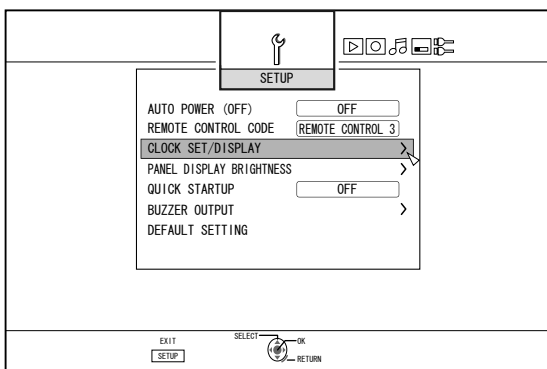 SETUP
AUTO POWER (OFF) OFF
REMOTE CONTROL CODE REMOTE CONTROL 3
CLOCK SET/DISPLAY
PANEL DISPLAY BRIGHTNESS
QUICK STARTUP OFF
BUZZER OUTPUT
DEFAULT SETTING
EXIT
SETUP
SELECT
OK
RETURN